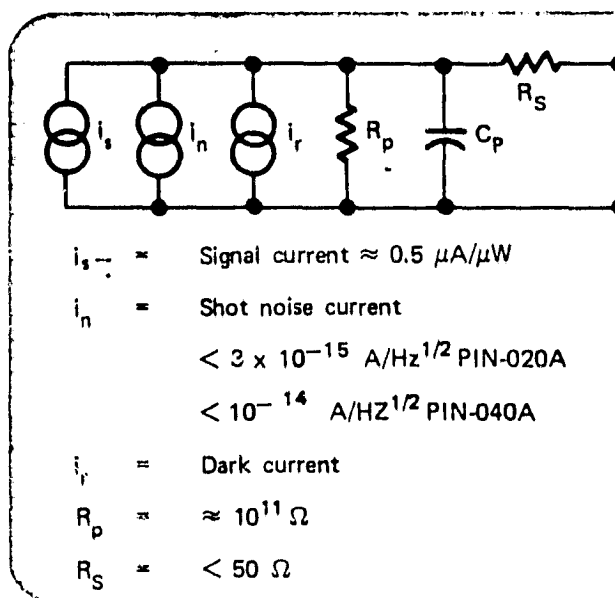 R_S
i_s i_n i_r R_p C_P
i_s = Signal current ≈ 0.5 μA/μW
i_n = Shot noise current
< 3 x 10^−15 A/Hz^1/2 PIN-020A
< 10^−14 A/HZ^1/2 PIN-040A
i_r = Dark current
R_p = ≈ 10^11 Ω
R_S = < 50 Ω